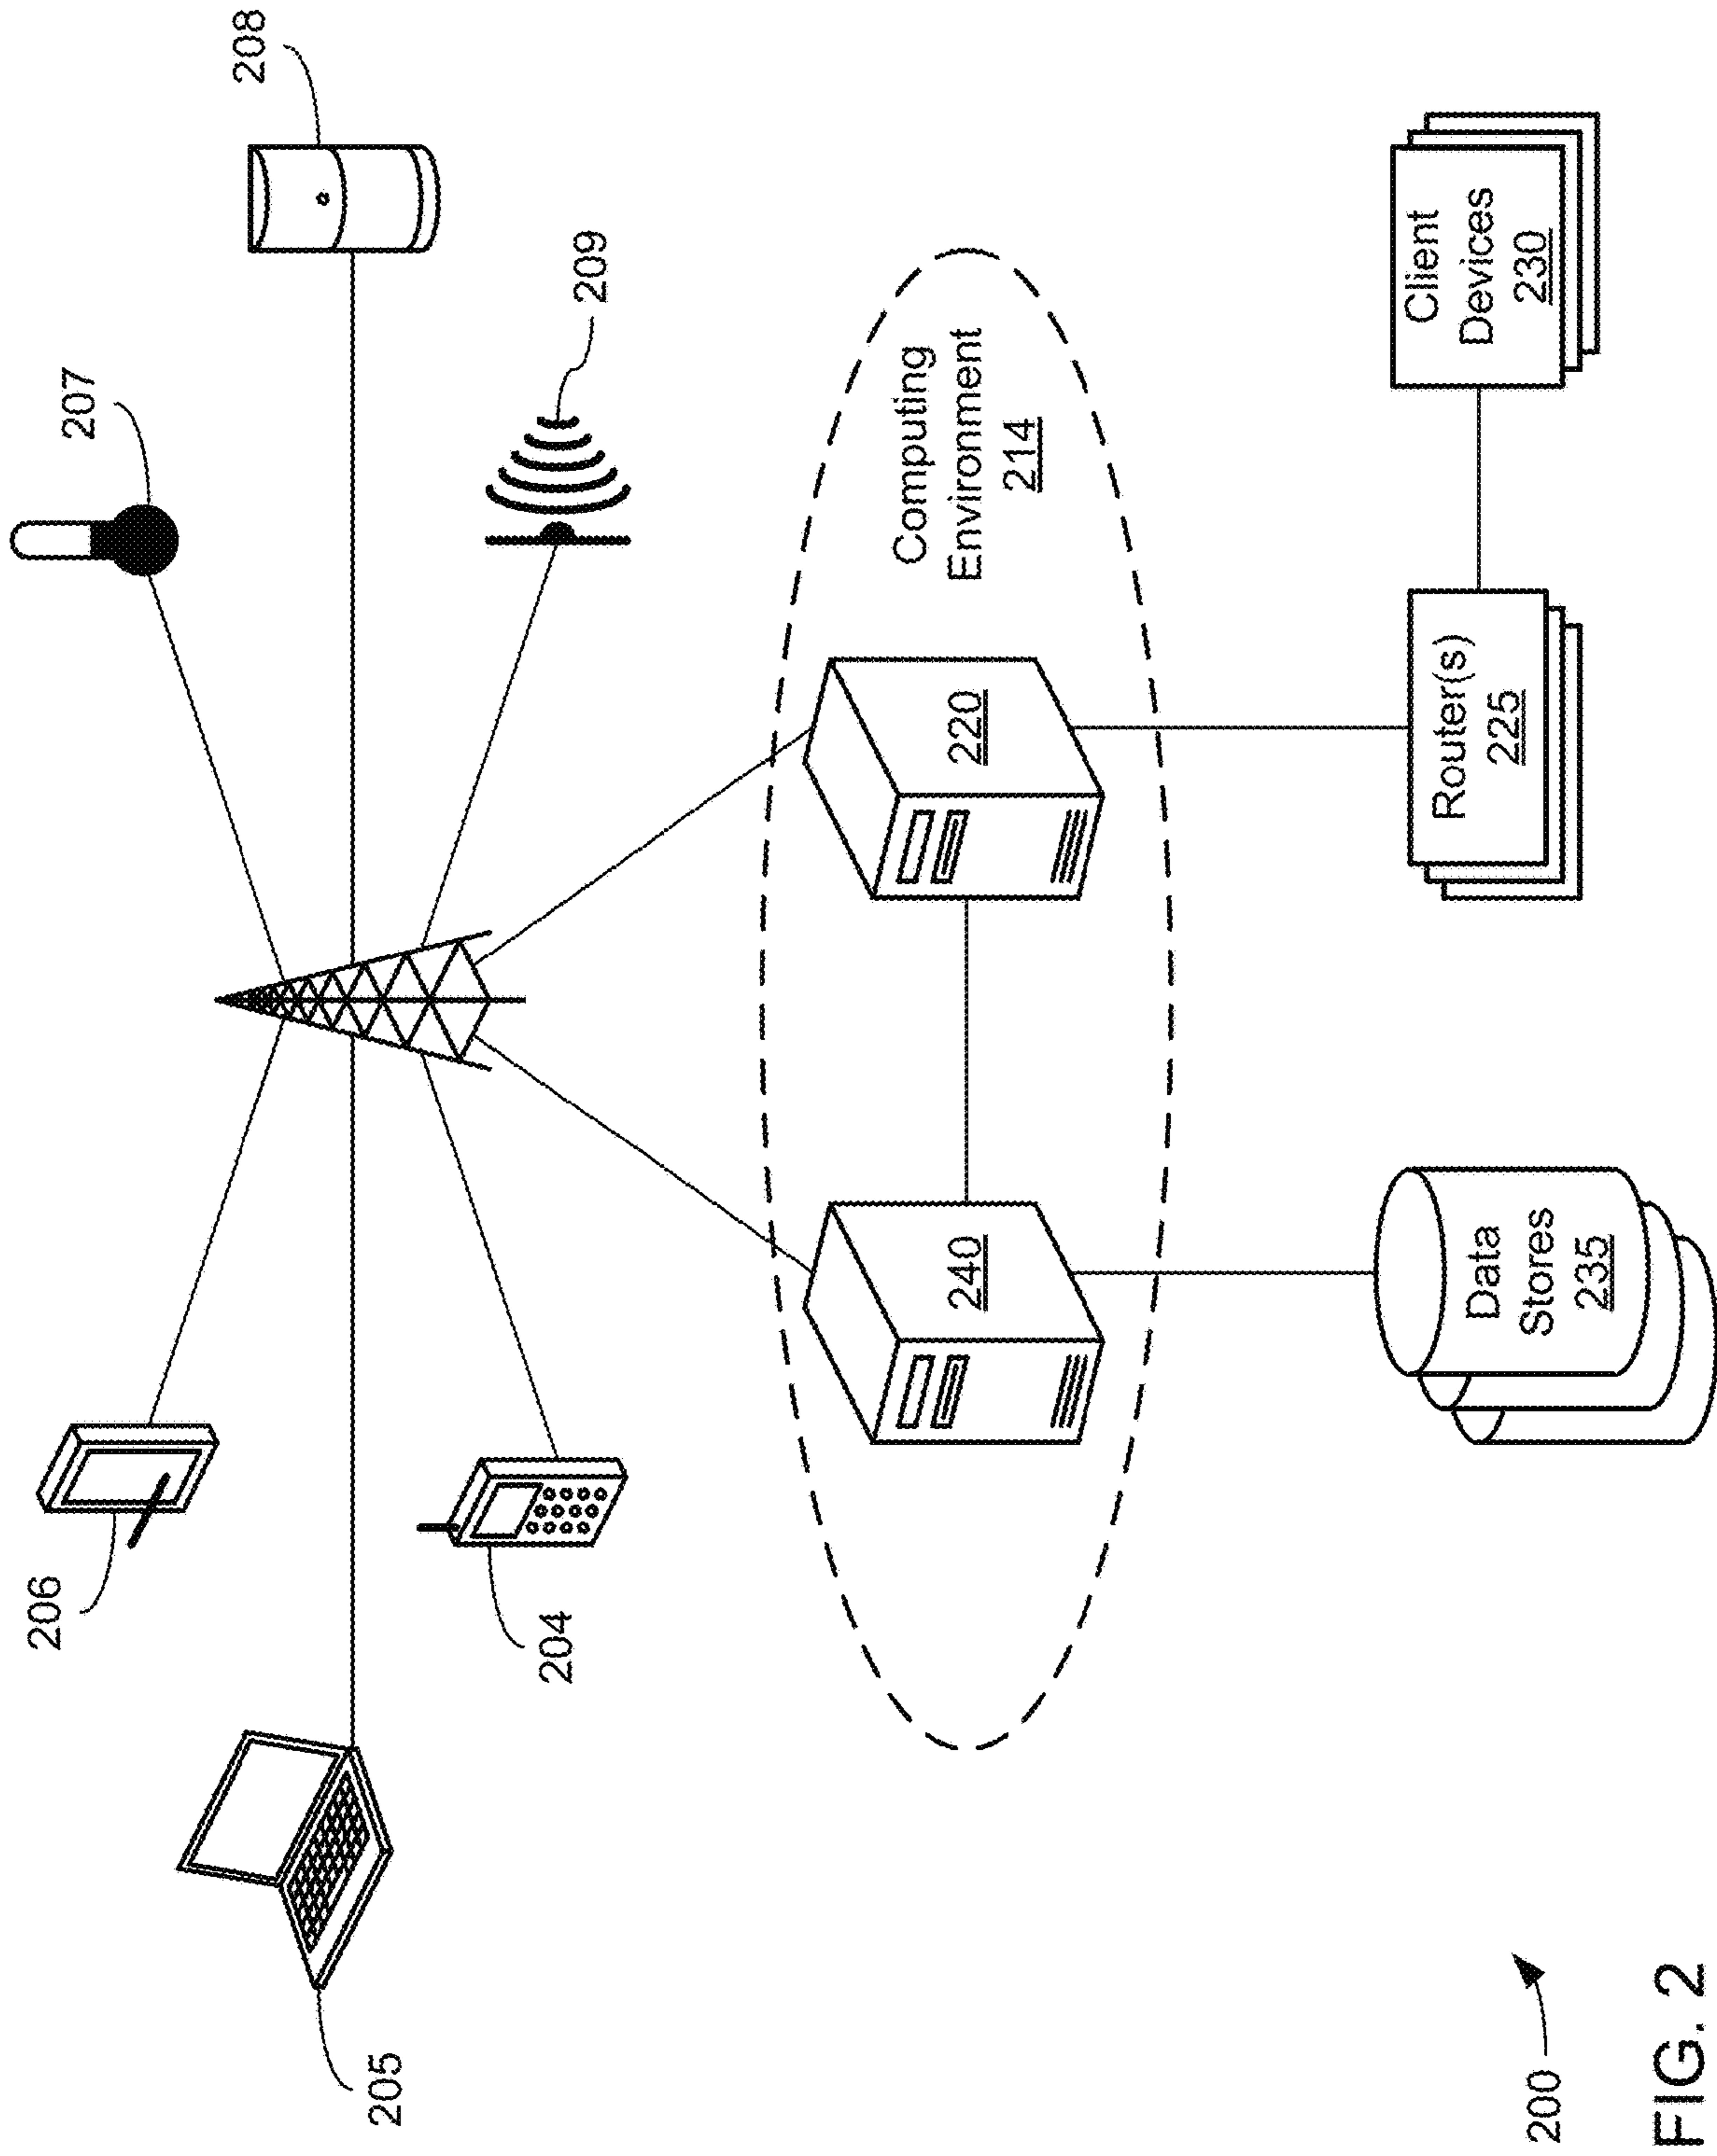 206
207
208
205
204
209
Computing
Environment
214
240
220
Data
Stores
235
Router(s)
225
Client
Devices
230
200
FIG. 2